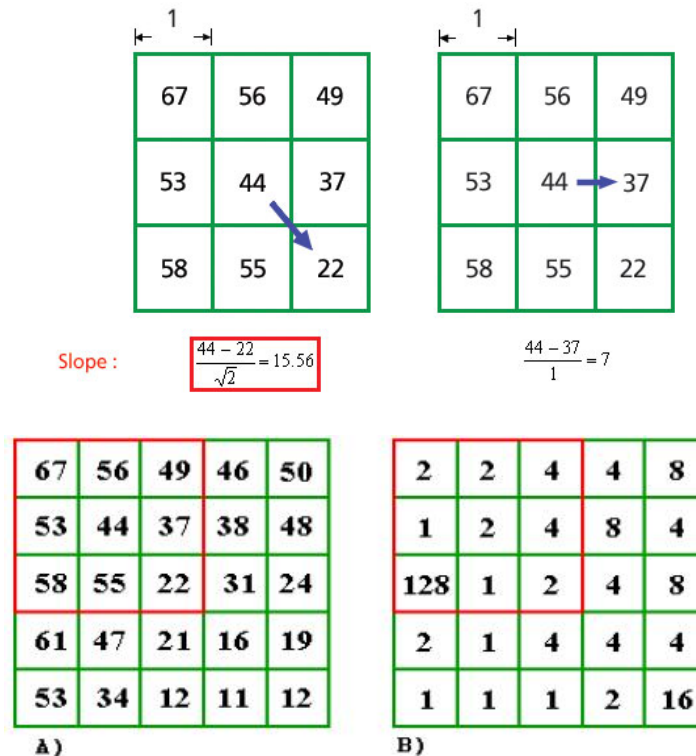 1 1
67 56 49 67 56 49
53 44 37 53 44 37
58 55 22 58 55 22
Slope : 44 – 22 / √2 = 15.56 44 – 37 / 1 = 7
67 56 49 46 50 2 2 4 4 8
53 44 37 38 48 1 2 4 8 4
58 55 22 31 24 128 1 2 4 8
61 47 21 16 19 2 1 4 4 4
53 34 12 11 12 1 1 1 2 16
A) B)